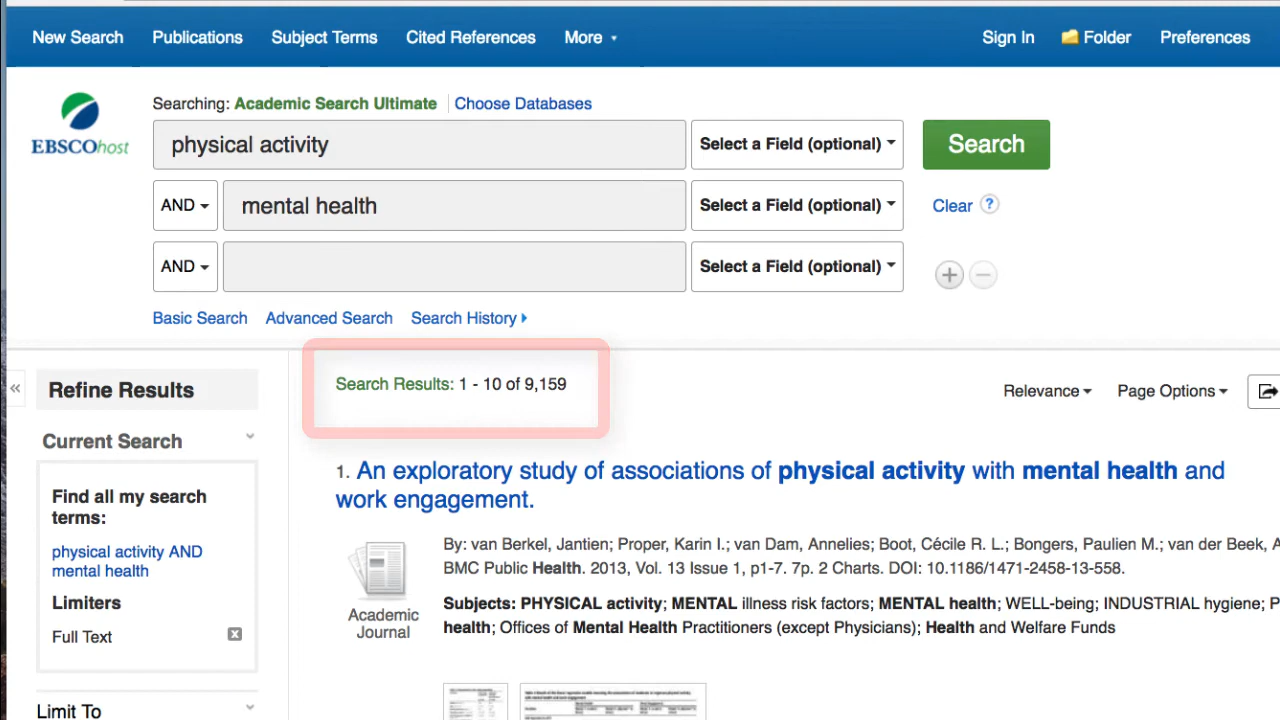 New Search Publications Subject Terms Cited References More Sign In Folder Preferences
Searching: Academic Search Ultimate Choose Databases
EBSCOhost
physical activity Select a Field (optional) Search
AND mental health Select a Field (optional) Clear ?
AND Select a Field (optional)
Basic Search Advanced Search Search History
« Refine Results
Search Results: 1 - 10 of 9,159
Relevance Page Options
Current Search
Find all my search
terms:
physical activity AND
mental health
Limiters
Full Text
Limit To
1. An exploratory study of associations of physical activity with mental health and
work engagement.
Academic
Journal
By: van Berkel, Jantien; Proper, Karin I.; van Dam, Annelies; Boot, Cécile R. L.; Bongers, Paulien M.; van der Beek, A
BMC Public Health. 2013, Vol. 13 Issue 1, p1-7. 7p. 2 Charts. DOI: 10.1186/1471-2458-13-558.
Subjects: PHYSICAL activity; MENTAL illness risk factors; MENTAL health; WELL-being; INDUSTRIAL hygiene; P
health; Offices of Mental Health Practitioners (except Physicians); Health and Welfare Funds